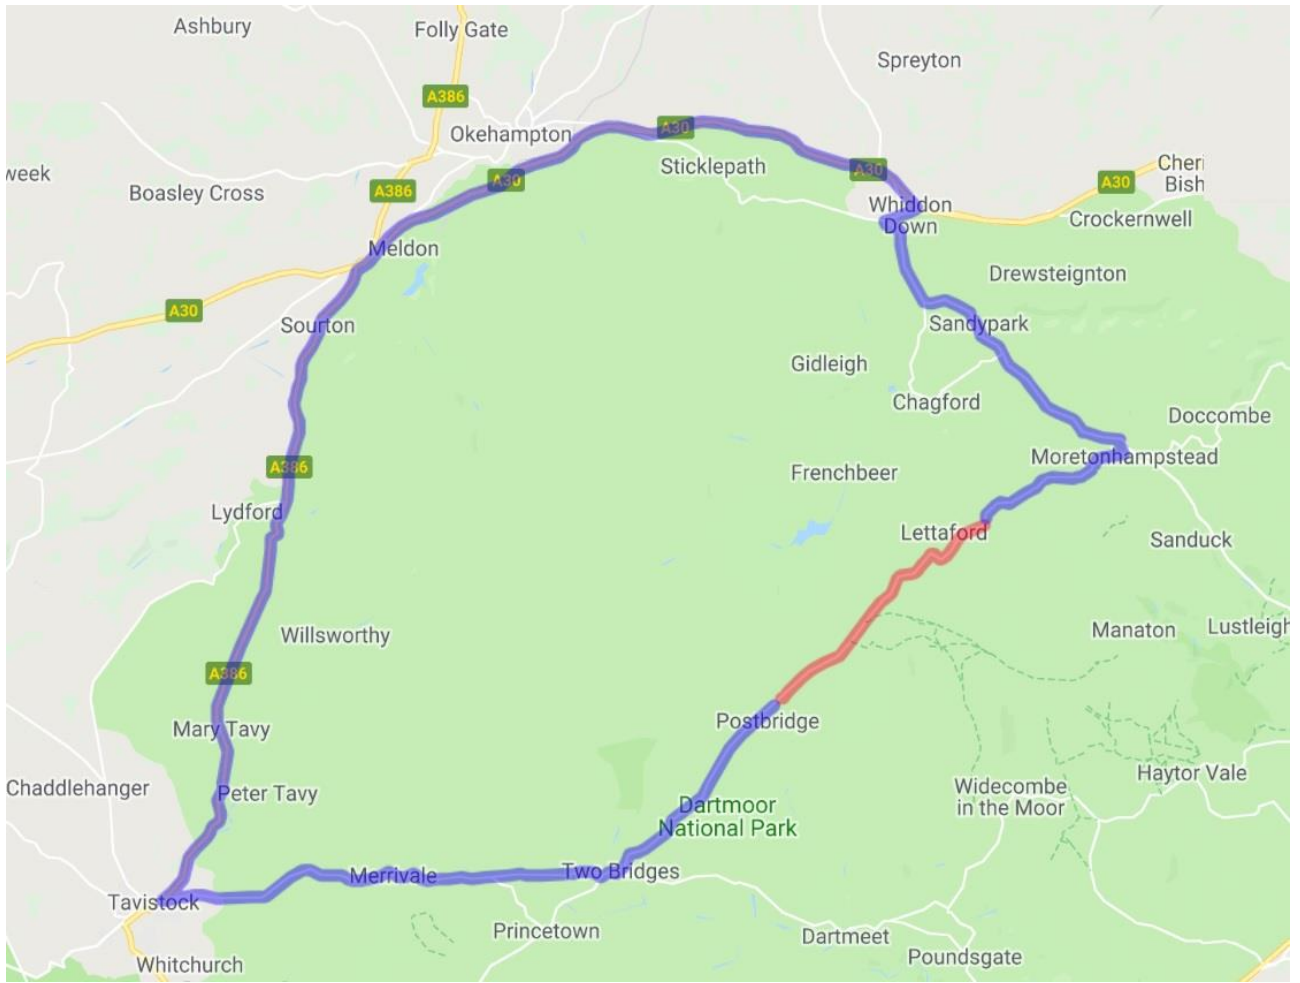 Ashbury
Folly Gate
Spreyton
A386
Okehampton
A30
Sticklepath
Cheri
Bish
week
Boasley Cross
A386
A30
A30
A30
Whiddon
Down
Crockernwell
Meldon
Drewsteignton
A30
Sourton
Sandypark
Gidleigh
Chagford
Doccombe
Moretonhampstead
A386
Frenchbeer
Lydford
Lettaford
Sanduck
Willsworthy
Manaton
Lustleigh
A386
Mary Tavy
Postbridge
Chaddlehanger
Peter Tavy
Haytor Vale
Widecombe
in the Moor
Dartmoor
National Park
Merrivale
Two Bridges
Tavistock
Princetown
Dartmeet
Poundsgate
Whitchurch